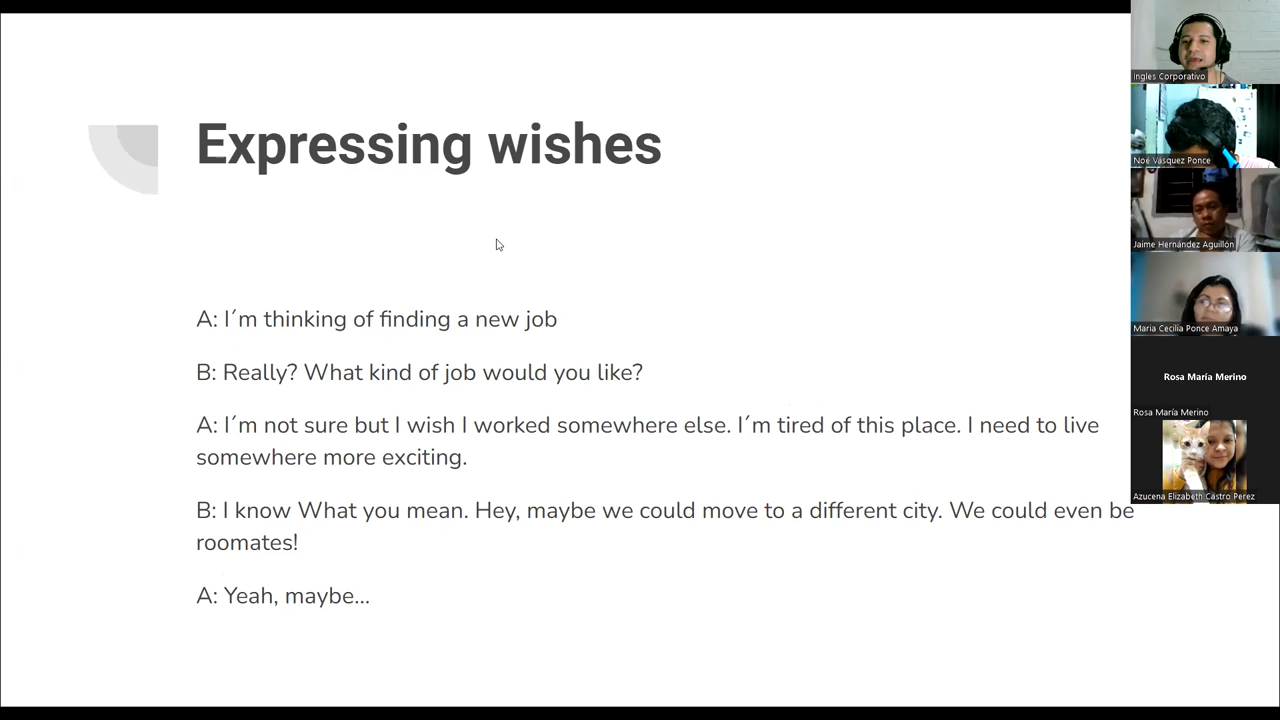 Expressing wishes
A: I´m thinking of finding a new job
B: Really? What kind of job would you like?
A: I´m not sure but I wish I worked somewhere else. I´m tired of this place. I need to live
somewhere more exciting.
B: I know What you mean. Hey, maybe we could move to a different city. We could even be
roomates!
A: Yeah, maybe...
Ingles Corporativo
Noé Vásquez Ponce
Jaime Hernández Aguillón
Maria Cecilia Ponce Amaya
Rosa María Merino
Rosa María Merino
Azucena Elizabeth Castro Perez